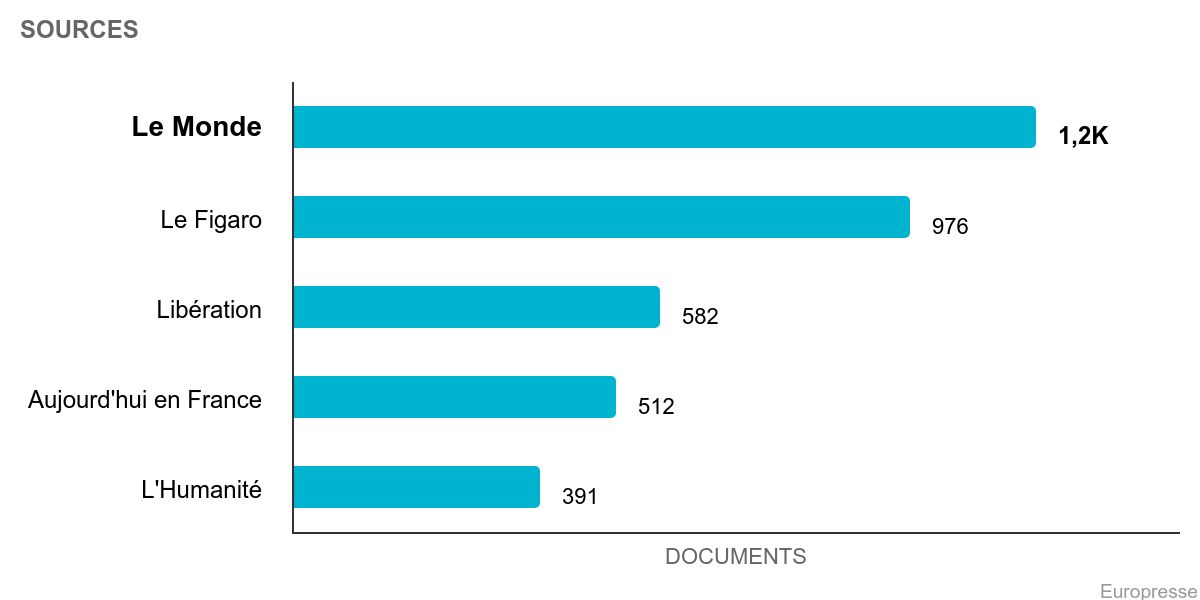 SOURCES
Le Monde 1,2K
Le Figaro 976
Libération 582
Aujourd'hui en France 512
L'Humanité 391
DOCUMENTS
Europresse